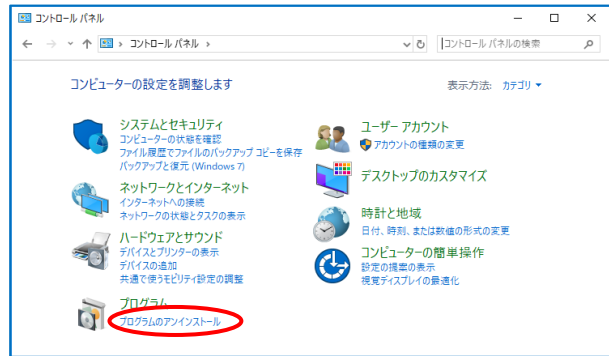 コントロール パネル
コントロール パネル
コントロール パネルの検索
コンピューターの設定を調整します
表示方法: カテゴリ
システムとセキュリティ
コンピューターの状態を確認
ファイル履歴でファイルのバックアップ コピーを保存
バックアップと復元 (Windows 7)
ネットワークとインターネット
インターネットへの接続
ネットワークの状態とタスクの表示
ハードウェアとサウンド
デバイスとプリンターの表示
デバイスの追加
共通で使うモビリティ設定の調整
プログラム
プログラムのアンインストール
ユーザー アカウント
アカウントの種類の変更
デスクトップのカスタマイズ
時計と地域
日付、時刻、または数値の形式の変更
コンピューターの簡単操作
設定の提案の表示
視覚ディスプレイの最適化